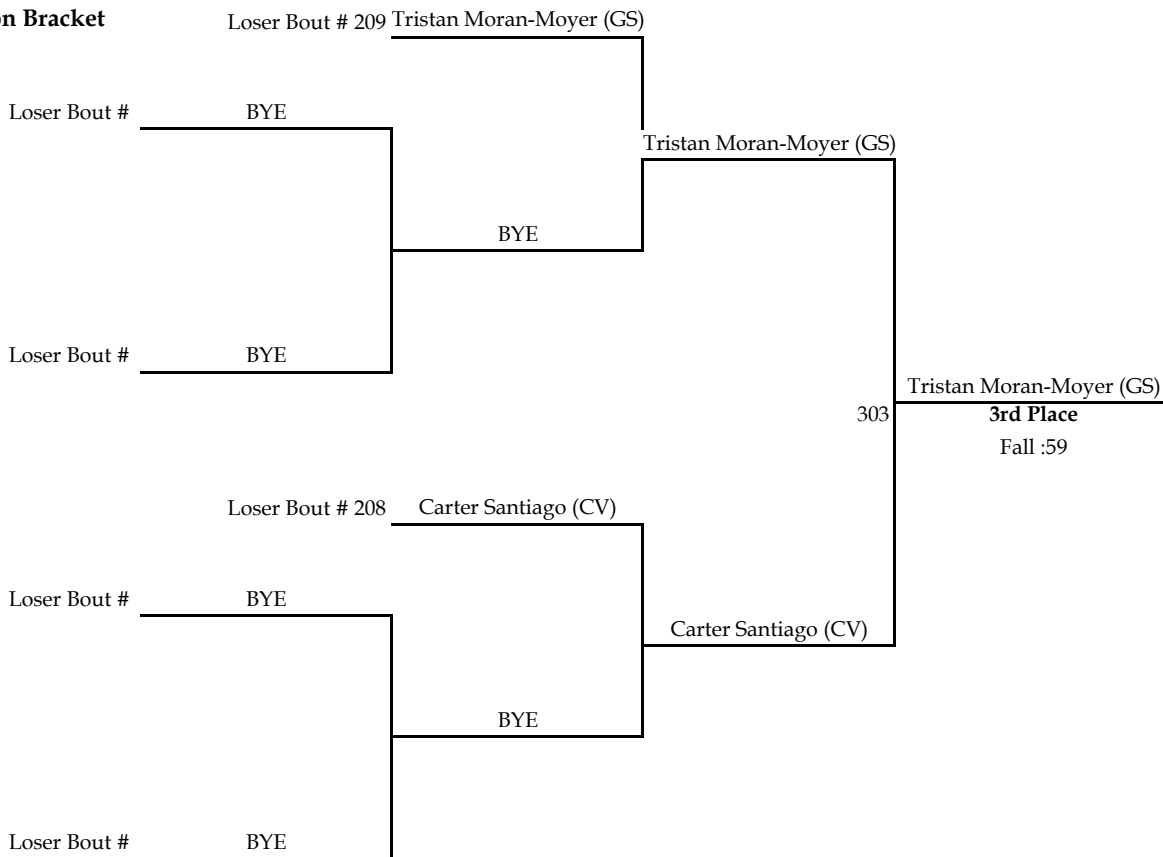 on Bracket
Loser Bout # 209 Tristan Moran-Moyer (GS)
Loser Bout # BYE
Tristan Moran-Moyer (GS)
BYE
Loser Bout # BYE
Tristan Moran-Moyer (GS)
303 3rd Place
Fall :59
Loser Bout # 208 Carter Santiago (CV)
Loser Bout # BYE
Carter Santiago (CV)
BYE
Loser Bout # BYE